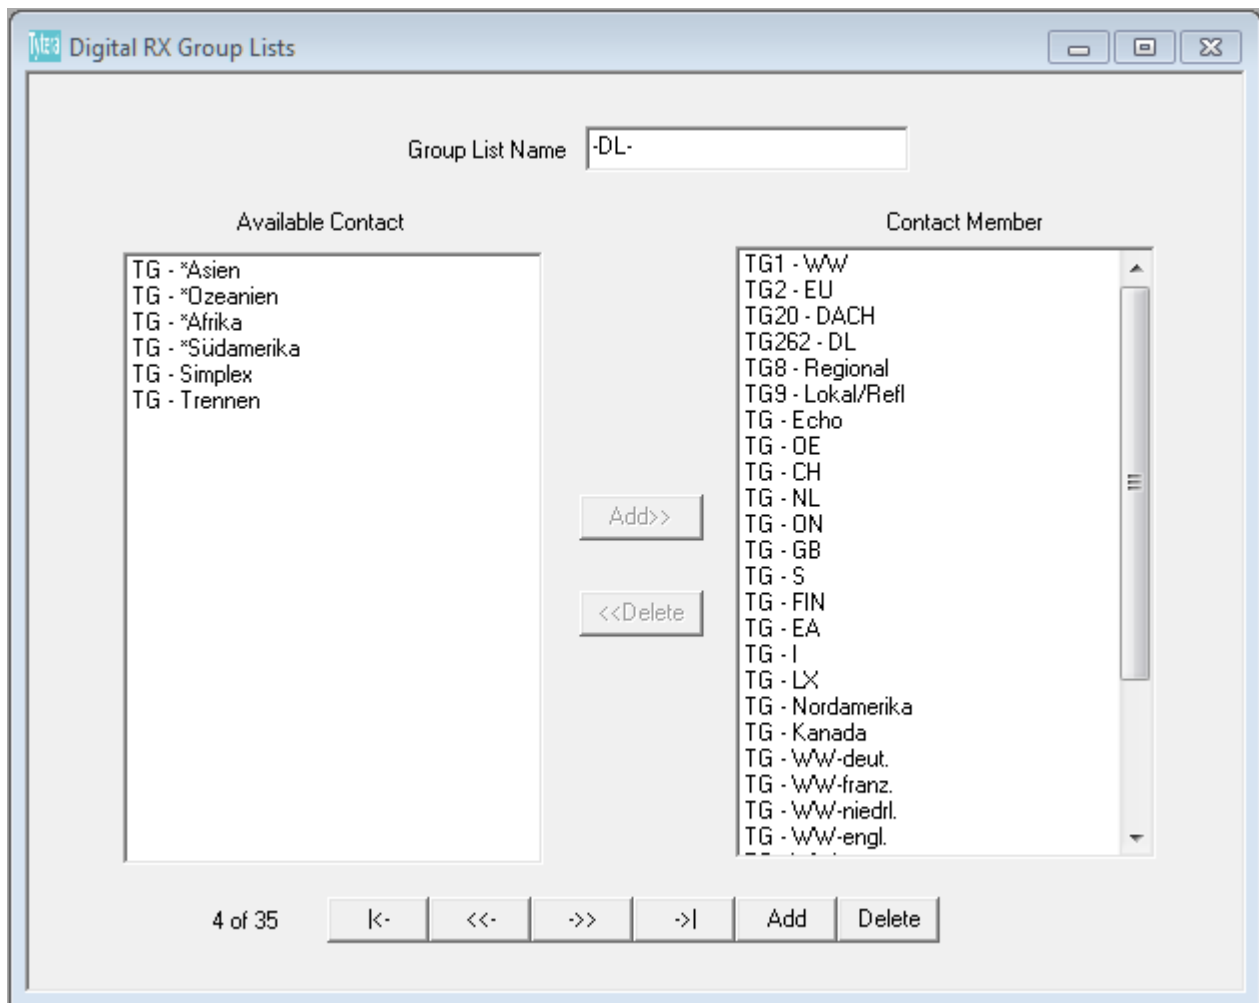 Tytera Digital RX Group Lists
Group List Name -DL-
Available Contact
TG - *Asien
TG - *Ozeanien
TG - *Afrika
TG - *Südamerika
TG - Simplex
TG - Trennen
Add>>
<<Delete
Contact Member
TG1 - WW
TG2 - EU
TG20 - DACH
TG262 - DL
TG8 - Regional
TG9 - Lokal/Refl
TG - Echo
TG - OE
TG - CH
TG - NL
TG - ON
TG - GB
TG - S
TG - FIN
TG - EA
TG - I
TG - LX
TG - Nordamerika
TG - Kanada
TG - WW-deut.
TG - WW-franz.
TG - WW-niedrl.
TG - WW-engl.
4 of 35 |<- <<- ->> ->| Add Delete